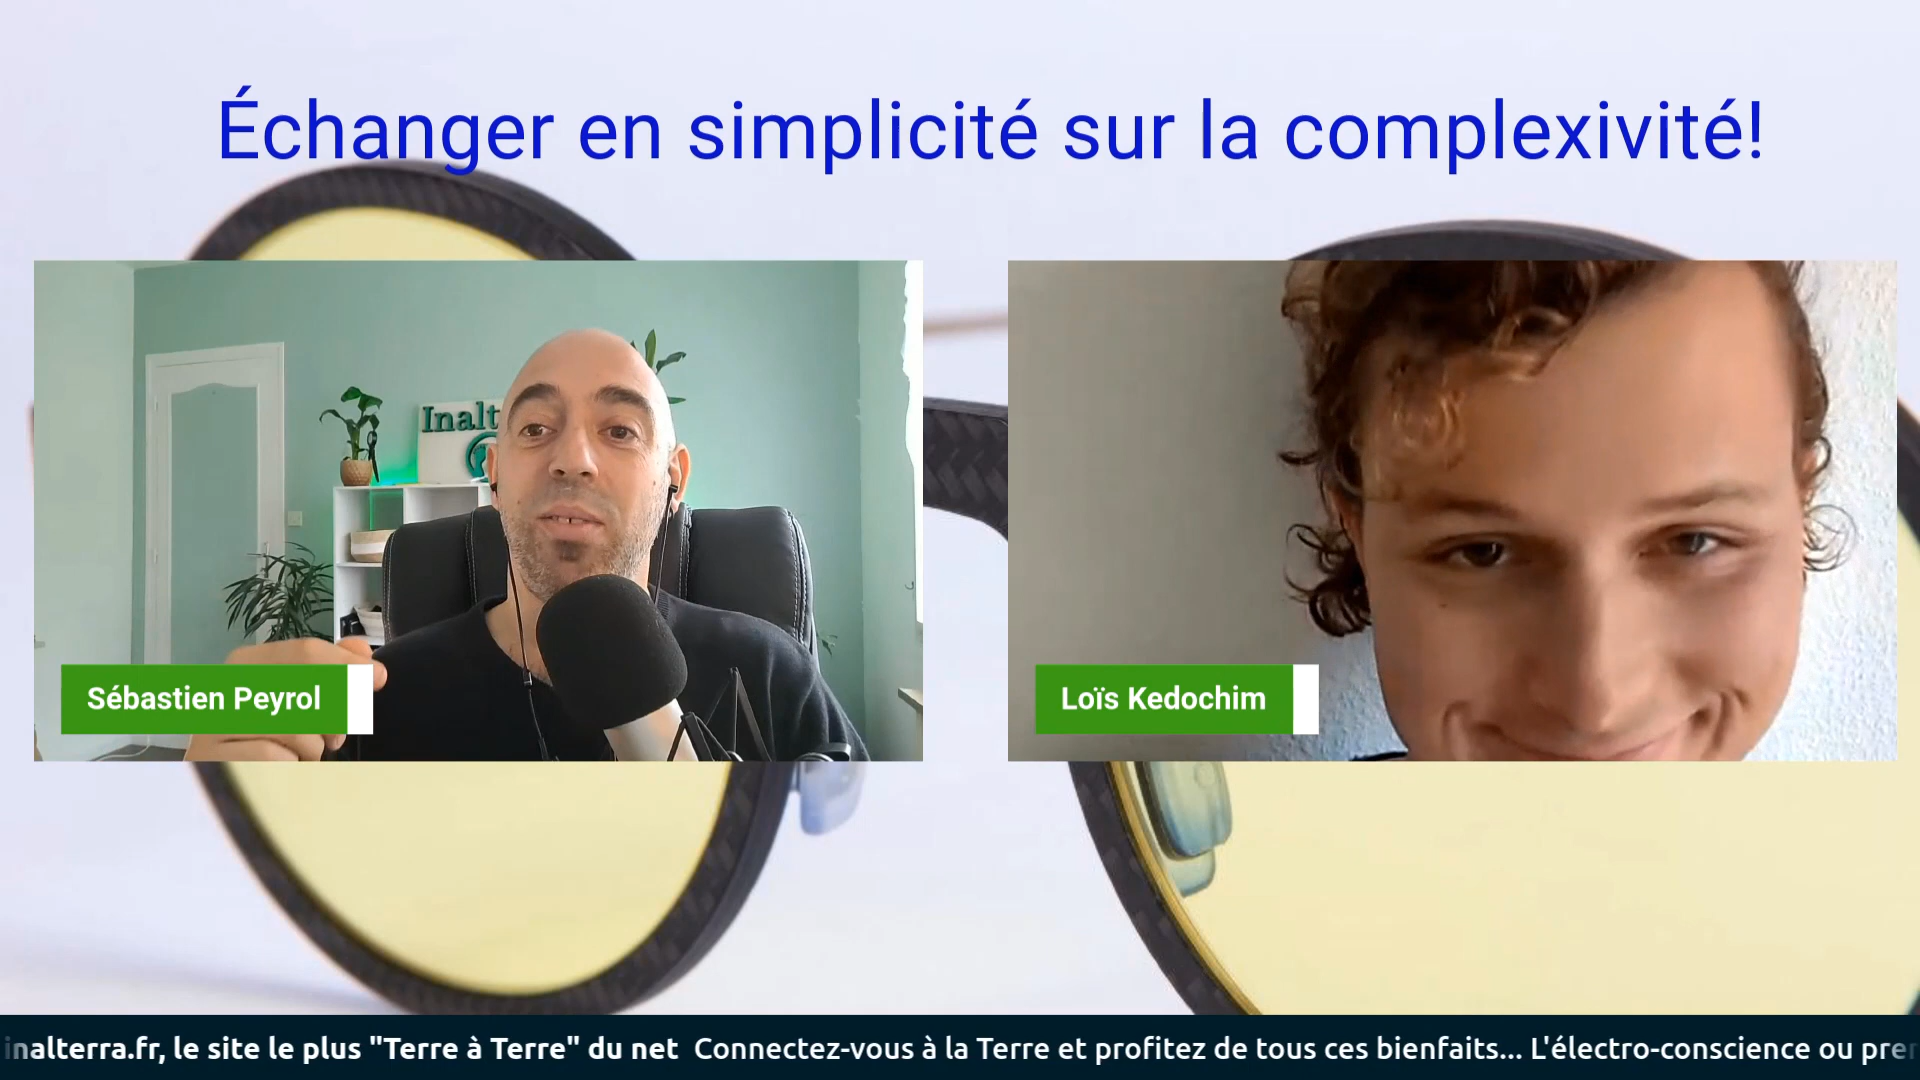 Échanger en simplicité sur la complexivité!
Inalt
Sébastien Peyrol
Loïs Kedochim
inalterra.fr, le site le plus "Terre à Terre" du net Connectez-vous à la Terre et profitez de tous ces bienfaits... L'électro-conscience ou pren